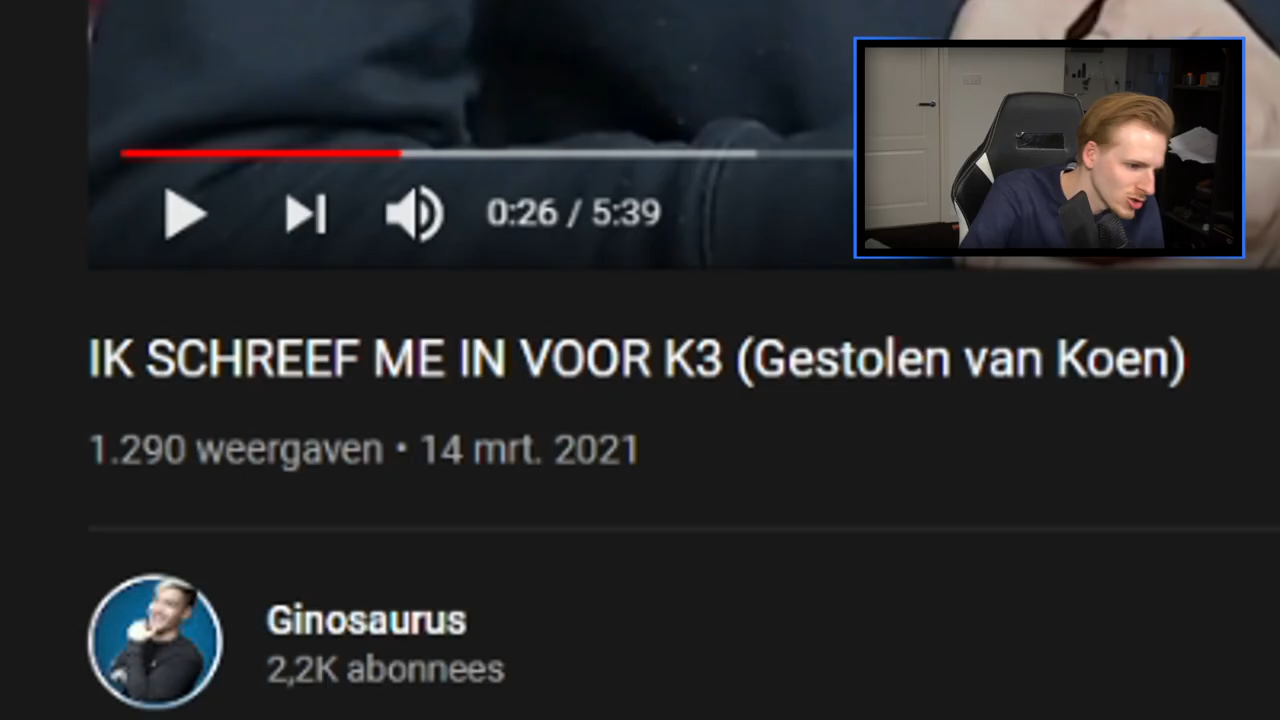 0:26 / 5:39
IK SCHREEF ME IN VOOR K3 (Gestolen van Koen)
1.290 weergaven • 14 mrt. 2021
Ginosaurus
2,2K abonnees